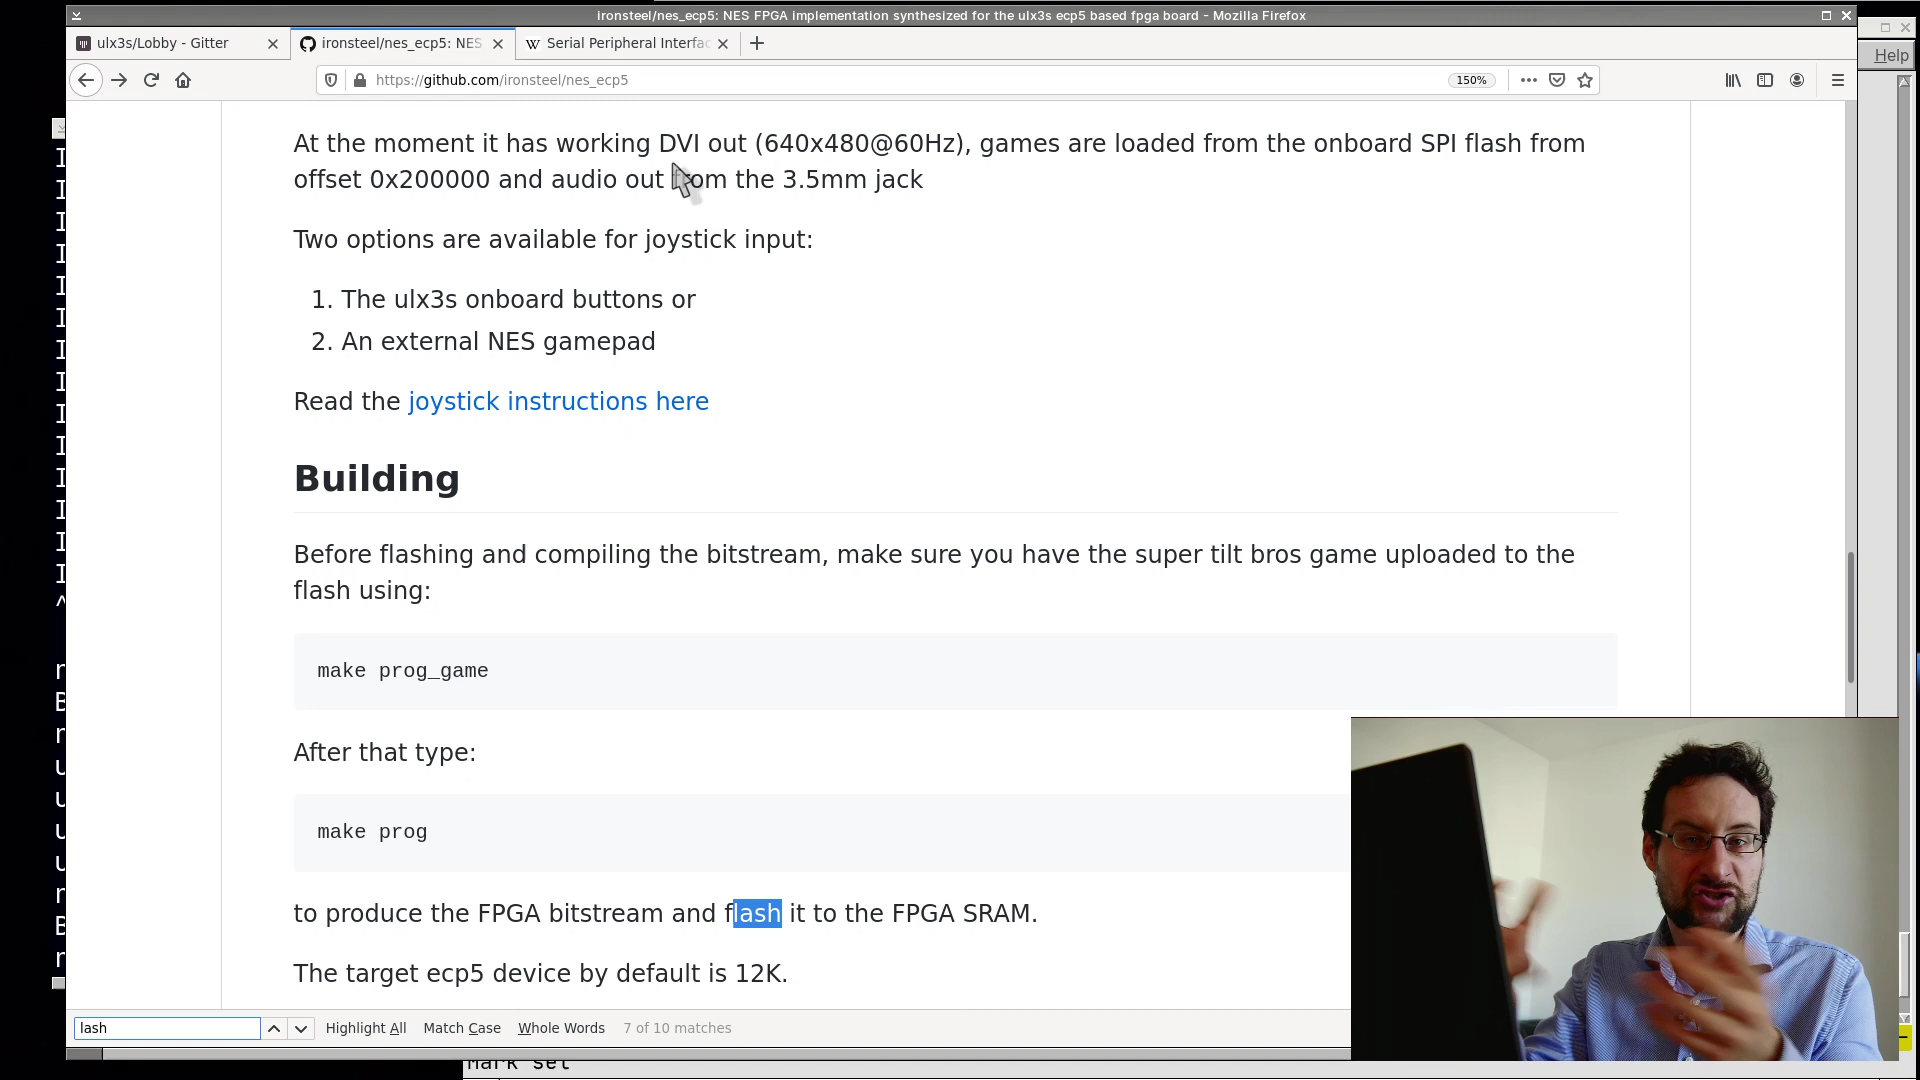 ironsteel/nes_ecp5: NES FPGA implementation synthesized for the ulx3s ecp5 based fpga board - Mozilla Firefox
ulx3s/Lobby - Gitter
ironsteel/nes_ecp5: NES
Serial Peripheral Interfac
Help
https://github.com/ironsteel/nes_ecp5
150%
At the moment it has working DVI out (640x480@60Hz), games are loaded from the onboard SPI flash from
offset 0x200000 and audio out from the 3.5mm jack
Two options are available for joystick input:
1. The ulx3s onboard buttons or
2. An external NES gamepad
Read the joystick instructions here
Building
Before flashing and compiling the bitstream, make sure you have the super tilt bros game uploaded to the
flash using:
make prog_game
After that type:
make prog
to produce the FPGA bitstream and flash it to the FPGA SRAM.
The target ecp5 device by default is 12K.
lash
Highlight All
Match Case
Whole Words
7 of 10 matches
Mark set